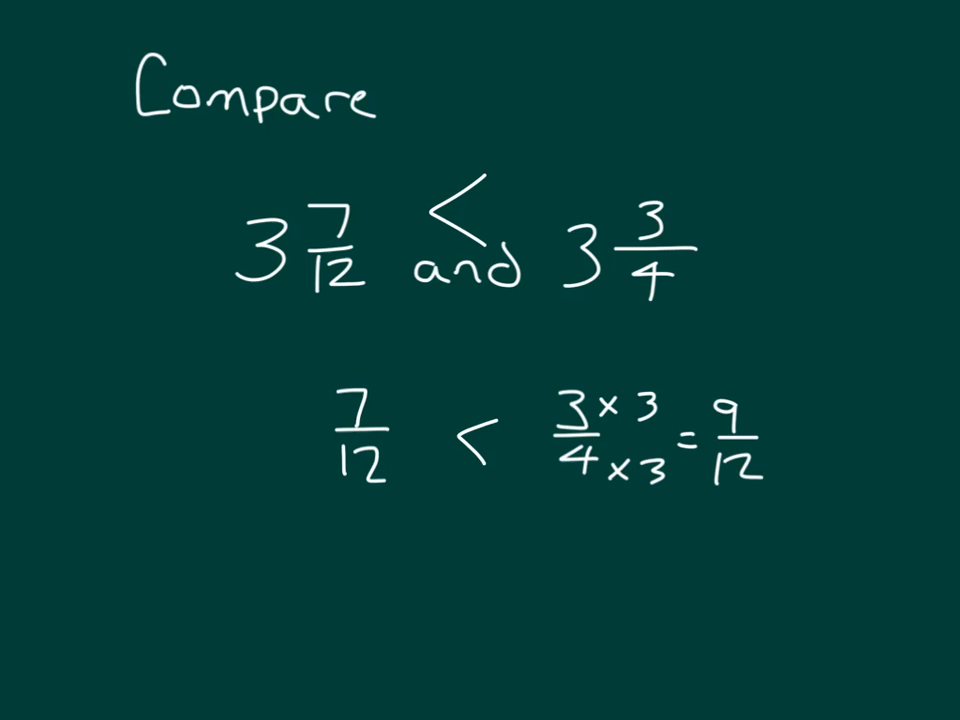 Compare
3 7/12 < and 3 3/4
7/12 < 3/4 × 3 × 3 = 9/12